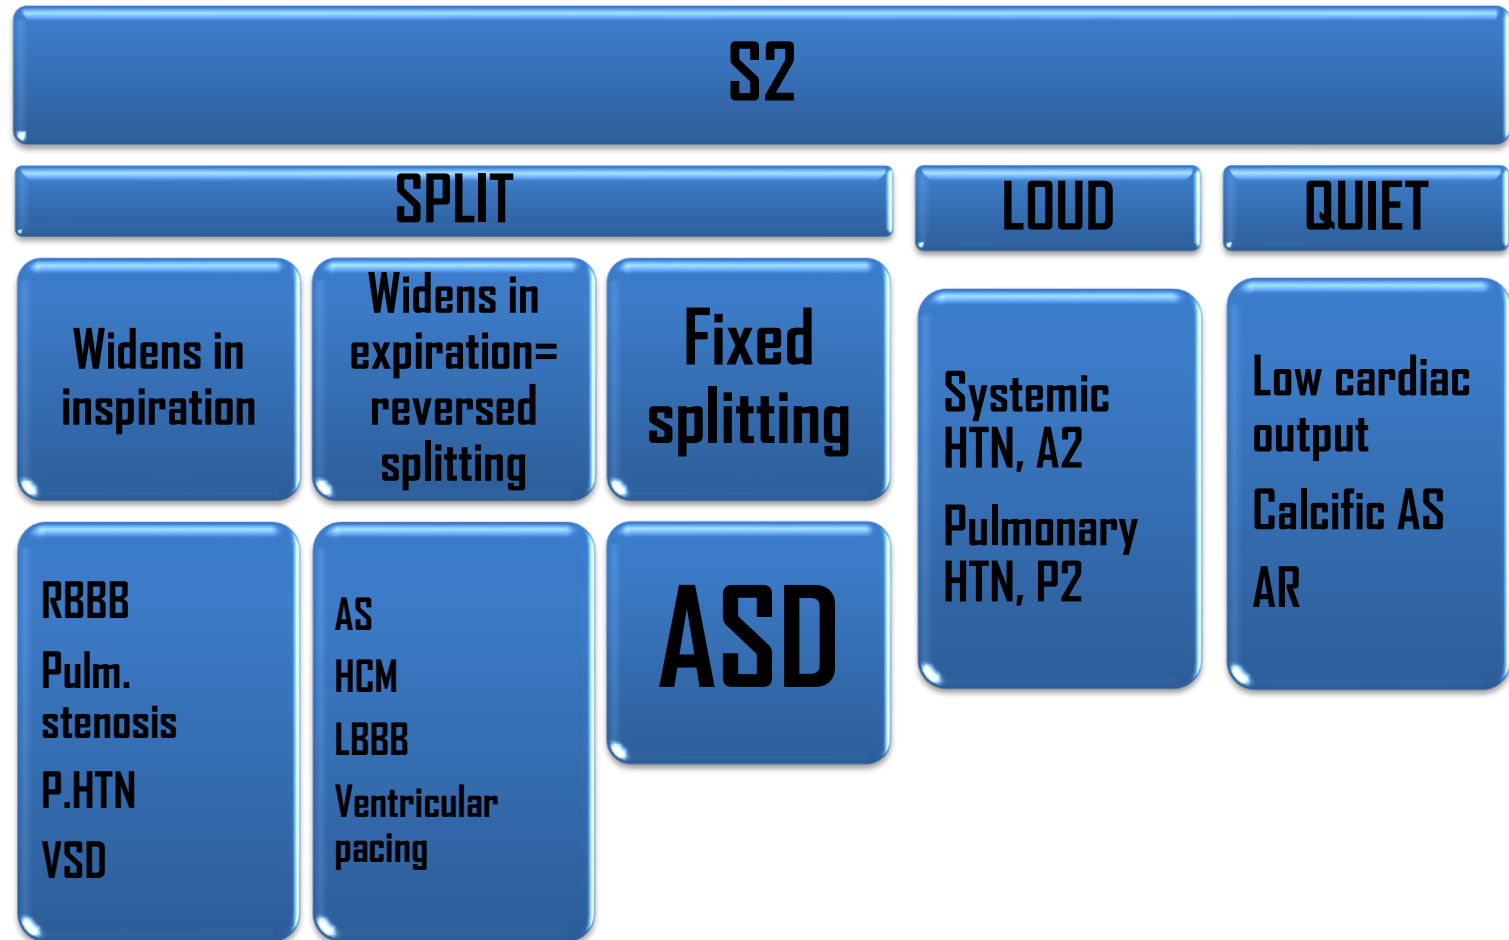 S2
SPLIT
LOUD
QUIET
Widens in
inspiration
Widens in
expiration=
reversed
splitting
Fixed
splitting
RBBB
Pulm.
stenosis
P.HTN
VSD
AS
HCM
LBBB
Ventricular
pacing
ASD
Systemic
HTN, A2
Pulmonary
HTN, P2
Low cardiac
output
Calcific AS
AR